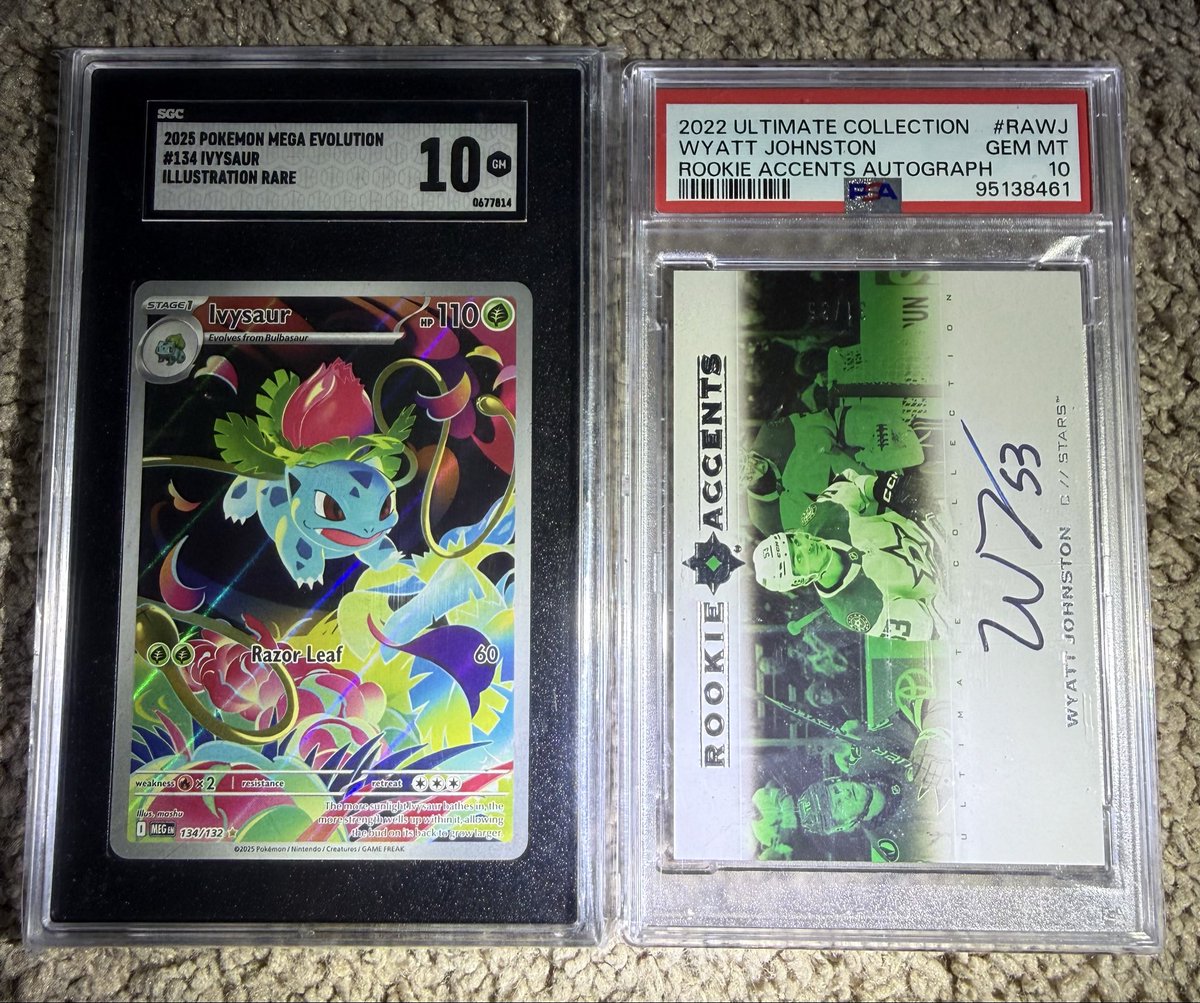 SGC
2025 POKEMON MEGA EVOLUTION
#134 IVYSAUR
ILLUSTRATION RARE
10 GM
0677814
STAGE 1
Ivysaur
HP 110
Evolves from Bulbasaur
Razor Leaf 60
weakness ×2 resistance retreat
Illus. mashu
The more sunlight Ivysaur bathes in, the
more strength wells up within it, allowing
the bud on its back to grow larger.
D MEG EN 134/132
©2025 Pokémon / Nintendo / Creatures / GAME FREAK
2022 ULTIMATE COLLECTION #RAWJ
WYATT JOHNSTON GEM MT
ROOKIE ACCENTS AUTOGRAPH 10
PSA
95138461
ROOKIE ACCENTS
53
ULTIMATE COLLECTION
WJ 53
WYATT JOHNSTON C // STARS™